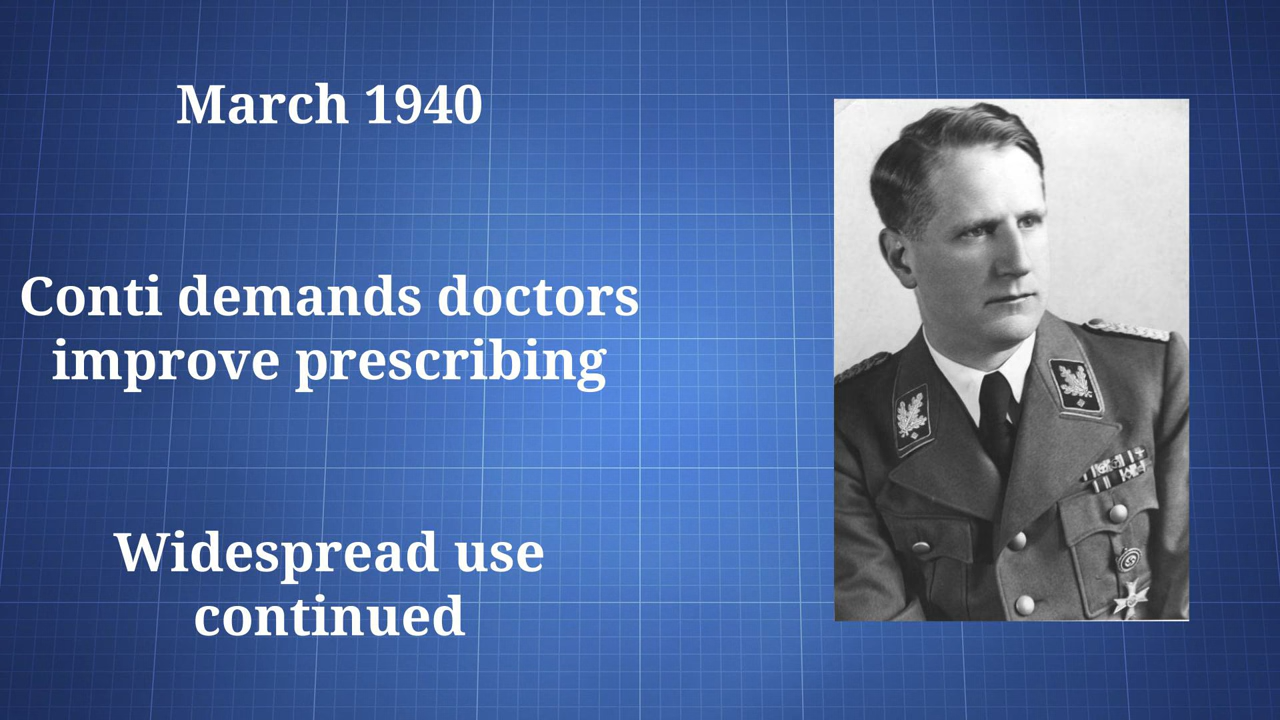 March 1940
Conti demands doctors
improve prescribing
Widespread use
continued